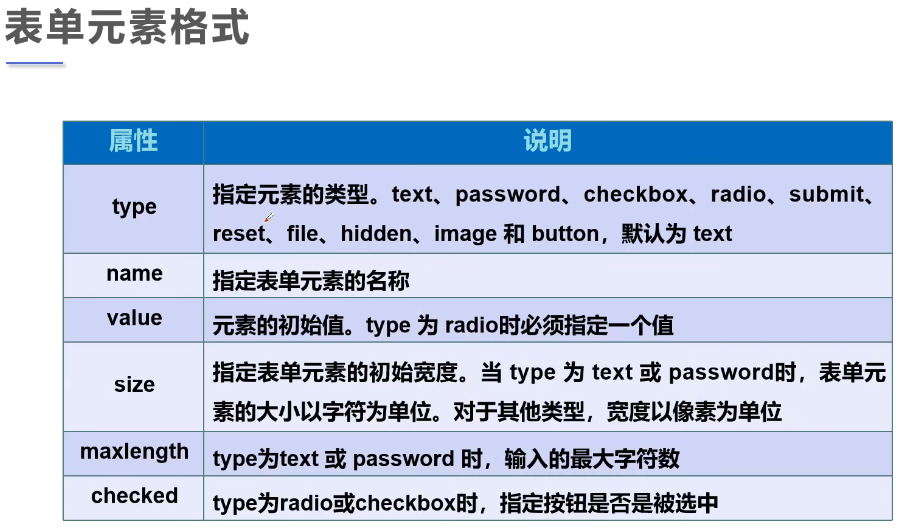 表单元素格式
属性 说明
type 指定元素的类型。text、password、checkbox、radio、submit、
reset、file、hidden、image 和 button，默认为 text
name 指定表单元素的名称
value 元素的初始值。type 为 radio时必须指定一个值
size 指定表单元素的初始宽度。当 type 为 text 或 password时，表单元
素的大小以字符为单位。对于其他类型，宽度以像素为单位
maxlength type为text 或 password 时，输入的最大字符数
checked type为radio或checkbox时，指定按钮是否是被选中